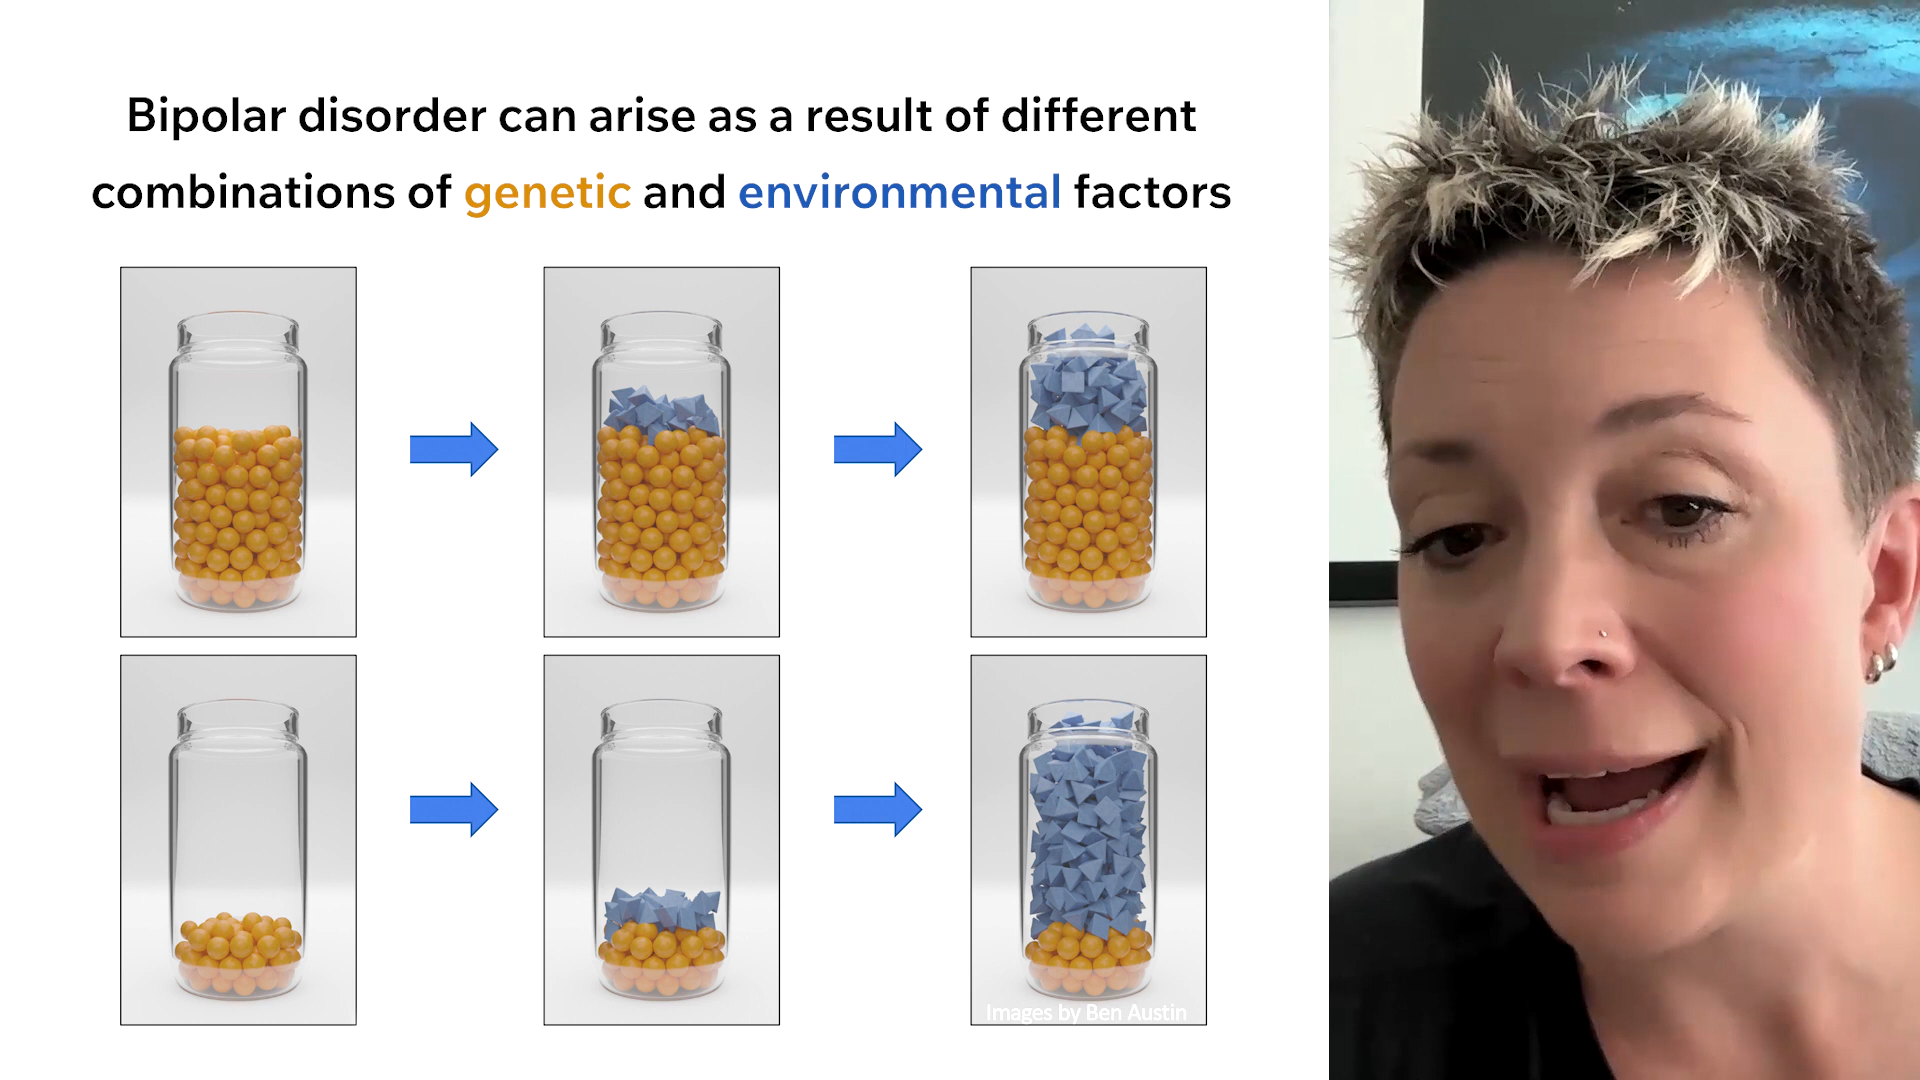 Bipolar disorder can arise as a result of different
combinations of genetic and environmental factors
Images by Ben Austin